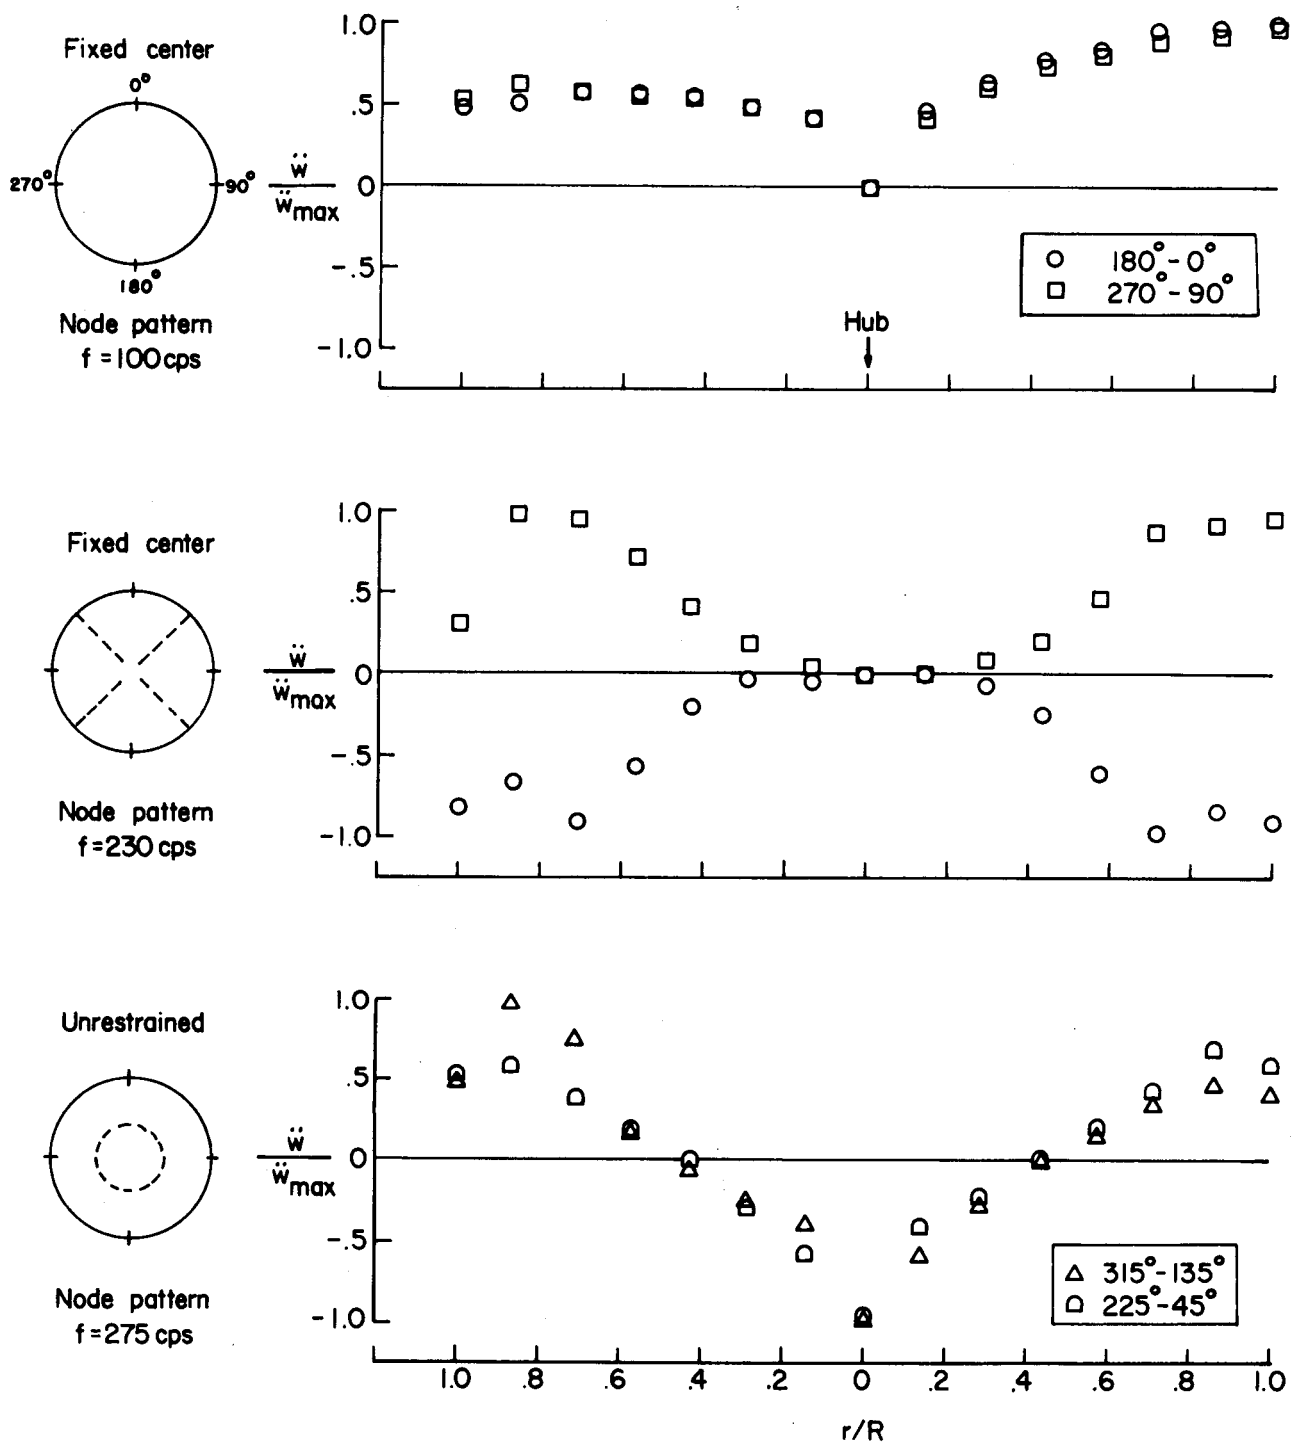 Fixed center
0°
270°
90°
180°
Node pattern
f = 100 cps
ẅ
ẅmax
1.0
.5
0
-.5
-1.0
Hub
180° - 0°
270° - 90°
Fixed center
Node pattern
f = 230 cps
ẅ
ẅmax
1.0
.5
0
-.5
-1.0
Unrestrained
Node pattern
f = 275 cps
ẅ
ẅmax
1.0
.5
0
-.5
-1.0
315° - 135°
225° - 45°
1.0 .8 .6 .4 .2 0 .2 .4 .6 .8 1.0
r/R